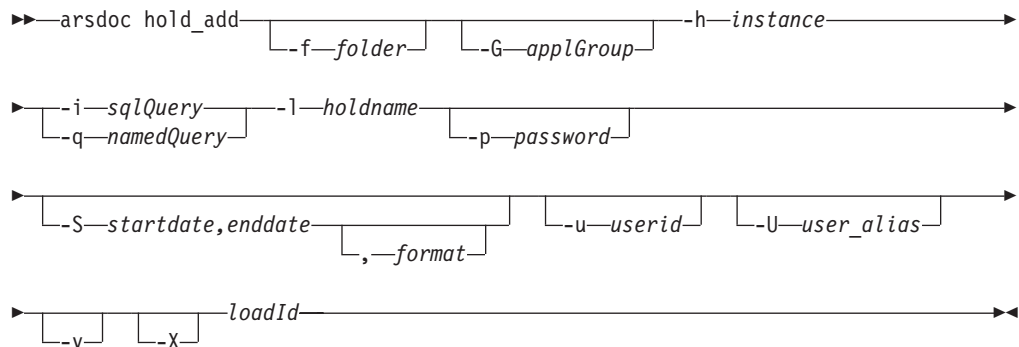 arsdoc hold_add -f folder -G applGroup -h instance
-i sqlQuery -l holdname -p password
-q namedQuery
-S startdate,enddate , format -u userid -U user_alias
-v -X loadId